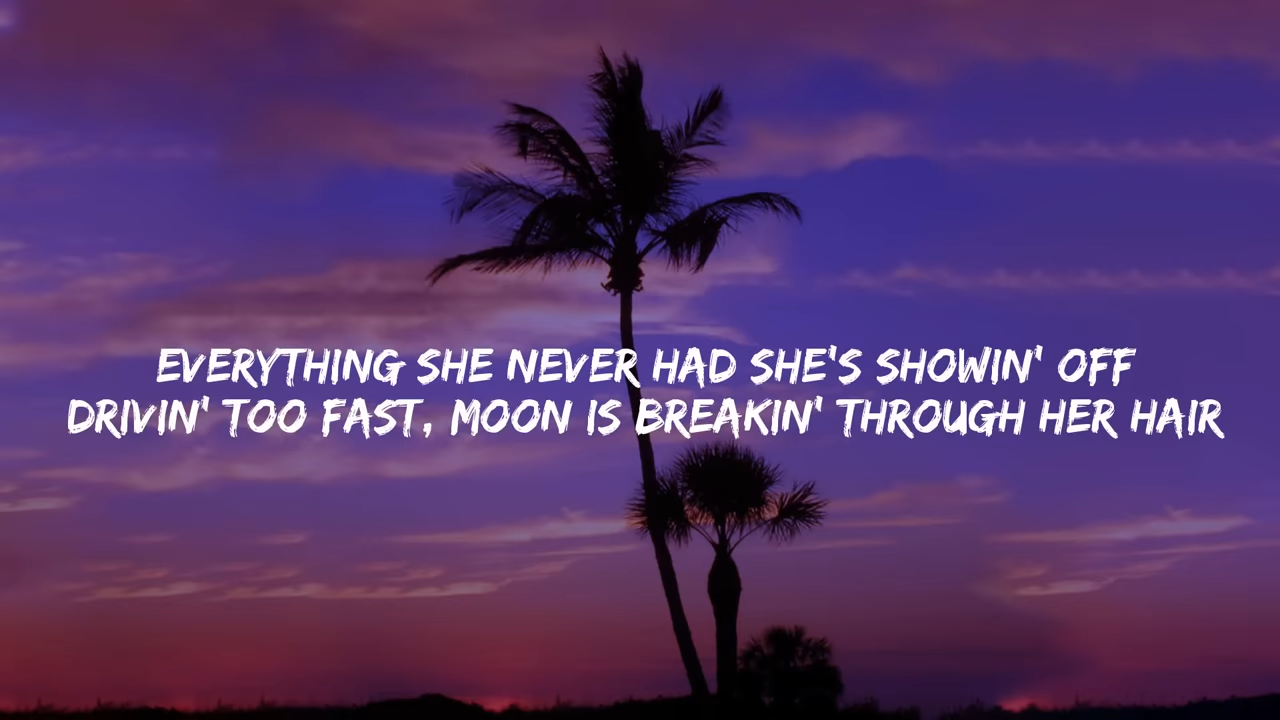 EVERYTHING SHE NEVER HAD SHE'S SHOWIN' OFF
DRIVIN' TOO FAST, MOON IS BREAKIN' THROUGH HER HAIR